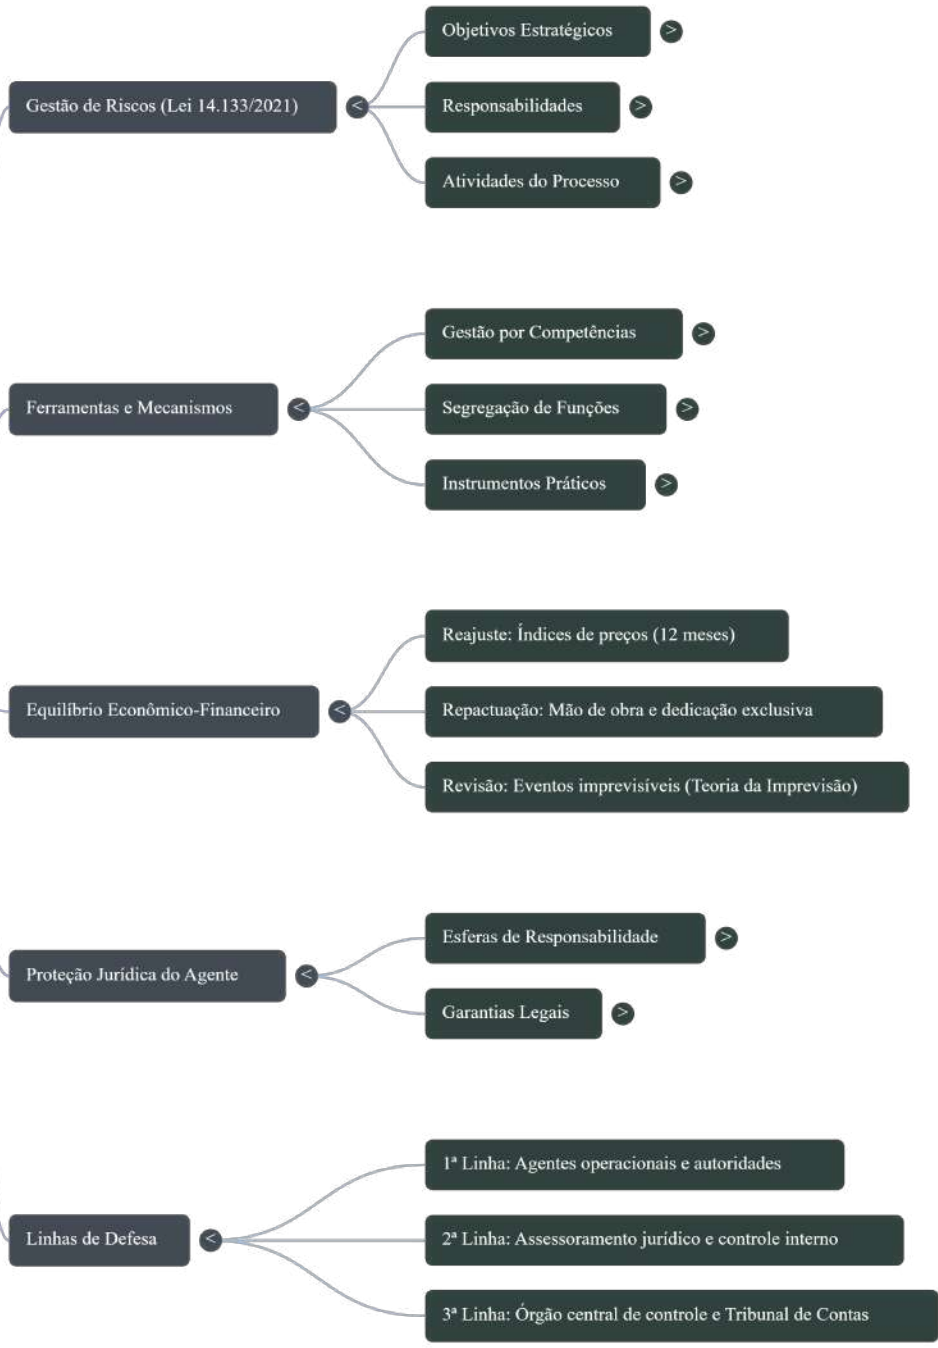 Gestão de Riscos (Lei 14.133/2021)
<
Objetivos Estratégicos
>
Responsabilidades
>
Atividades do Processo
>
Ferramentas e Mecanismos
<
Gestão por Competências
>
Segregação de Funções
>
Instrumentos Práticos
>
Equilíbrio Econômico-Financeiro
<
Reajuste: Índices de preços (12 meses)
Repactuação: Mão de obra e dedicação exclusiva
Revisão: Eventos imprevisíveis (Teoria da Imprevisão)
Proteção Jurídica do Agente
<
Esferas de Responsabilidade
>
Garantias Legais
>
Linhas de Defesa
<
1ª Linha: Agentes operacionais e autoridades
2ª Linha: Assessoramento jurídico e controle interno
3ª Linha: Órgão central de controle e Tribunal de Contas